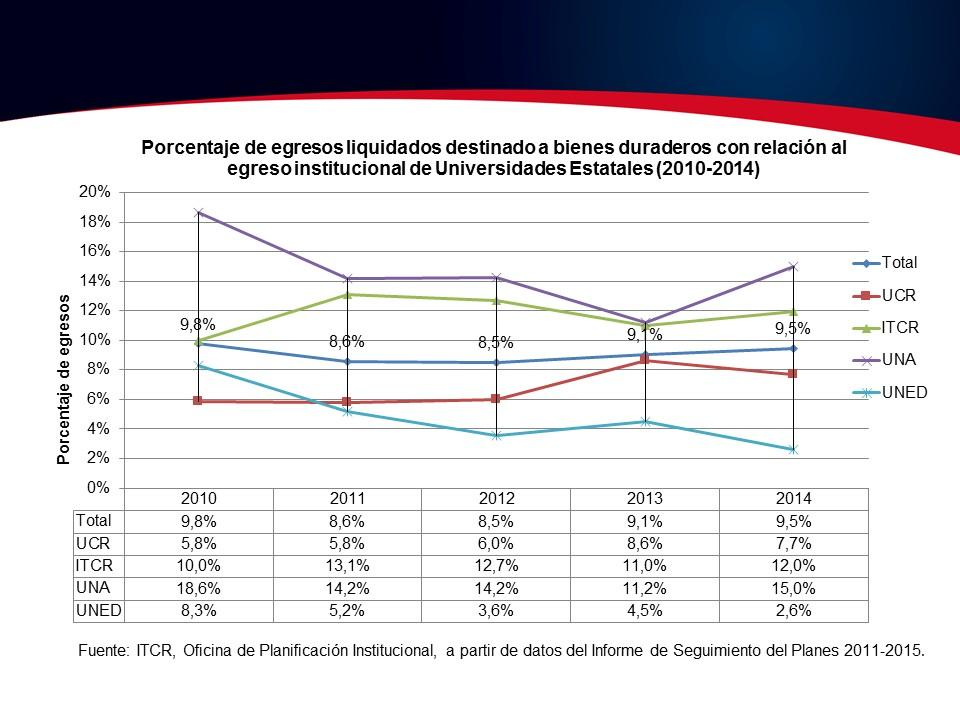 Porcentaje de egresos liquidados destinado a bienes duraderos con relación al
egreso institucional de Universidades Estatales (2010-2014)
20%
18%
16%
14%
12%
10%
8%
6%
4%
2%
0%
Porcentaje de egresos
9,8%
8,6%
8,5%
9,1%
9,5%
Total
UCR
ITCR
UNA
UNED
2010 2011 2012 2013 2014
Total 9,8% 8,6% 8,5% 9,1% 9,5%
UCR 5,8% 5,8% 6,0% 8,6% 7,7%
ITCR 10,0% 13,1% 12,7% 11,0% 12,0%
UNA 18,6% 14,2% 14,2% 11,2% 15,0%
UNED 8,3% 5,2% 3,6% 4,5% 2,6%
Fuente: ITCR, Oficina de Planificación Institucional, a partir de datos del Informe de Seguimiento del Planes 2011-2015.